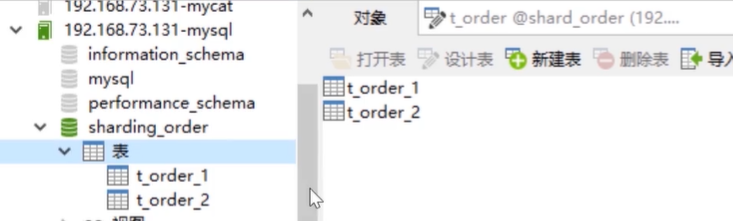 192.168.73.131-mycat
192.168.73.131-mysql
information_schema
mysql
performance_schema
sharding_order
表
t_order_1
t_order_2
对象
t_order @shard_order (192....
打开表 设计表 新建表 删除表 导入
t_order_1
t_order_2